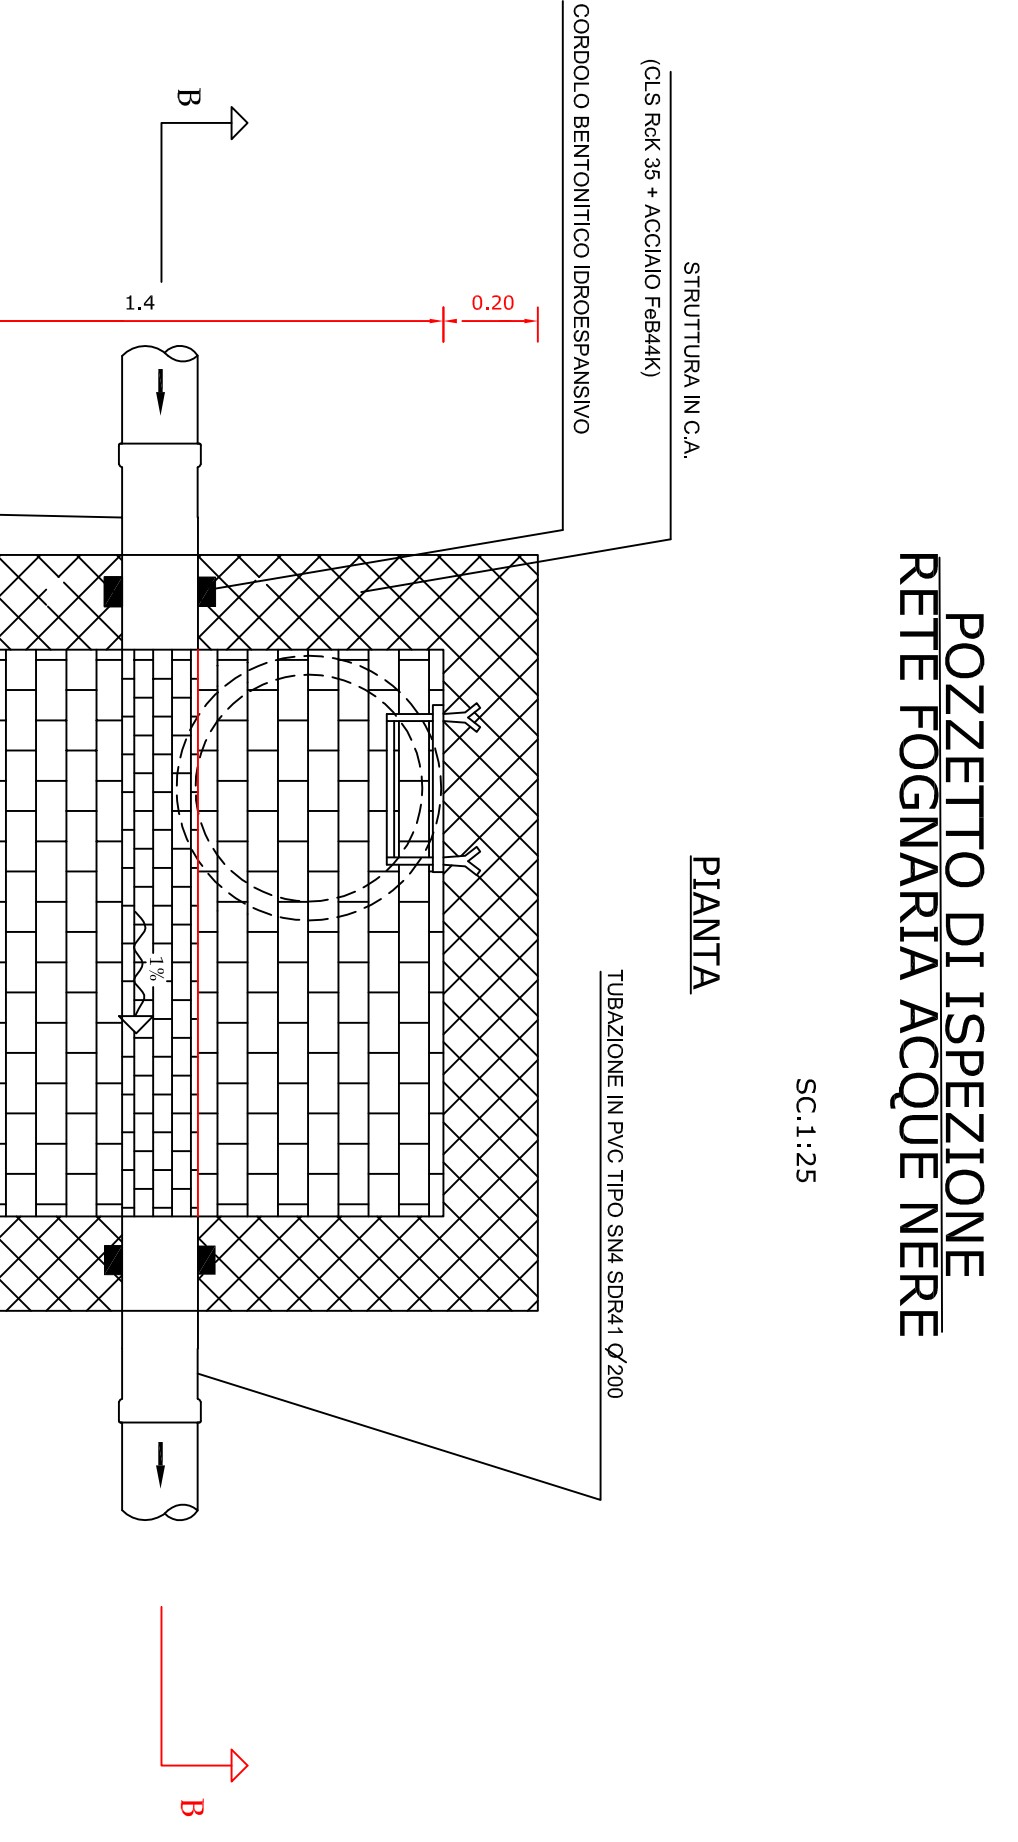 POZZETTO DI ISPEZIONE
RETE FOGNARIA ACQUE NERE
SC.1:25
PIANTA
STRUTTURA IN C.A.
(CLS RcK 35 + ACCIAIO FeB44K)
CORDOLO BENTONITICO IDROESPANSIVO
TUBAZIONE IN PVC TIPO SN4 SDR41 Ø200
0.20
1.4
B
B
1%